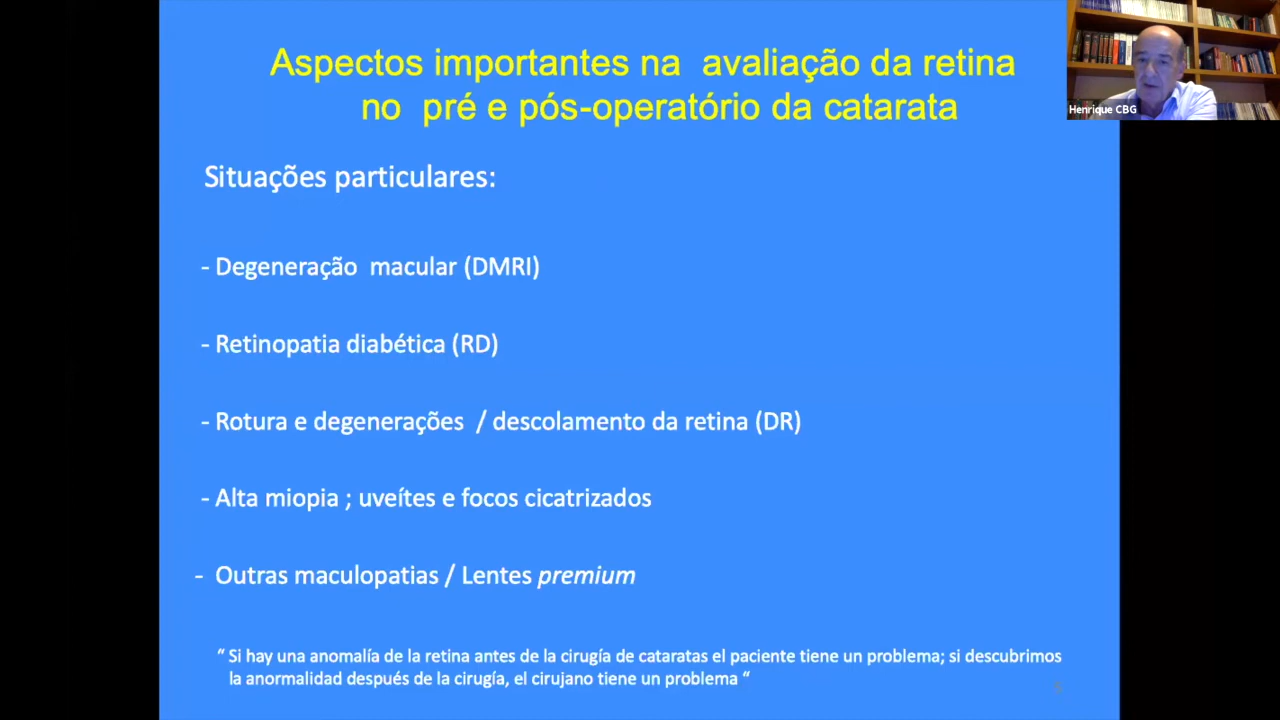 Aspectos importantes na avaliação da retina
no pré e pós-operatório da catarata
Henrique CBG
Situações particulares:
- Degeneração macular (DMRI)
- Retinopatia diabética (RD)
- Rotura e degenerações / descolamento da retina (DR)
- Alta miopia ; uveítes e focos cicatrizados
- Outras maculopatias / Lentes premium
“ Si hay una anomalía de la retina antes de la cirugía de cataratas el paciente tiene un problema; si descubrimos
la anormalidad después de la cirugía, el cirujano tiene un problema “